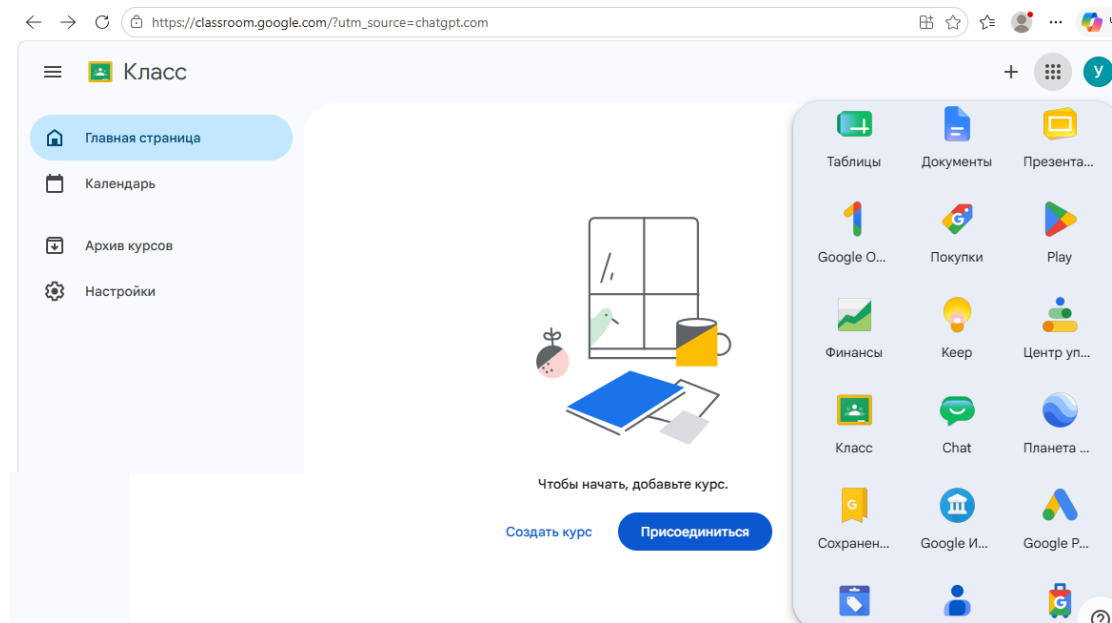 https://classroom.google.com/?utm_source=chatgpt.com
Класс
У
Главная страница
Календарь
Архив курсов
Настройки
Чтобы начать, добавьте курс.
Создать курс
Присоединиться
Таблицы
Документы
Презента...
Google O...
Покупки
Play
Финансы
Keep
Центр уп...
Класс
Chat
Планета ...
Сохранен...
Google И...
Google P...